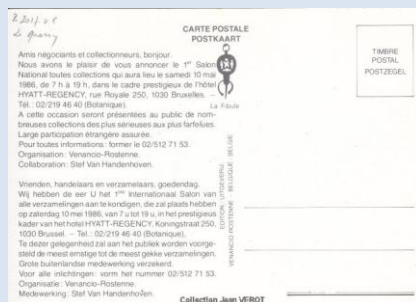 CARTE POSTALE
POSTKAART
TIMBRE
POSTAL
POSTZEGEL
Amis négociants et collectionneurs, bonjour.
Nous avons le plaisir de vous annoncer le 1er Salon
National toutes collections qui aura lieu le samedi 10 mai
1986, de 7 h à 19 h, dans le cadre prestigieux de l'hôtel
HYATT-REGENCY, rue Royale 250, 1030 Bruxelles. –
Tél.: 02/219 46 40 (Botanique).
A cette occasion seront présentées au public de nom-
breuses collections des plus sérieuses aux plus farfelues.
Large participation étrangère assurée.
Pour toutes informations: former le 02/512 71 53.
Organisation: Venancio-Rostenne.
Collaboration: Stef Van Handenhoven.
Vrienden, handelaars en verzamelaars, goedendag.
Wij hebben de eer U het 1ste Internationaal Salon van
alle verzamelingen aan te kondigen, die zal plaats hebben
op zaterdag 10 mei 1986, van 7 u tot 19 u, in het prestigieus
kader van het hotel HYATT-REGENCY, Koningstraat 250,
1030 Brussel. – Tel.: 02/219 46 40 (Botanique).
Te dezer gelegenheid zal aan het publiek worden voorge-
steld de meest ernstige tot de meest gekke verzamelingen.
Grote buitenlandse medewerking verzekerd.
Voor alle inlichtingen: vorm het nummer 02/512 71 53.
Organisatie: Venancio-Rostenne.
Medewerking: Stef Van Handenhoven.
La Fibule
EDITION - UITGEVERIJ
VENANCIO ROSTENNE - BELGIQUE - BELGIE
Collection Jean VEROT